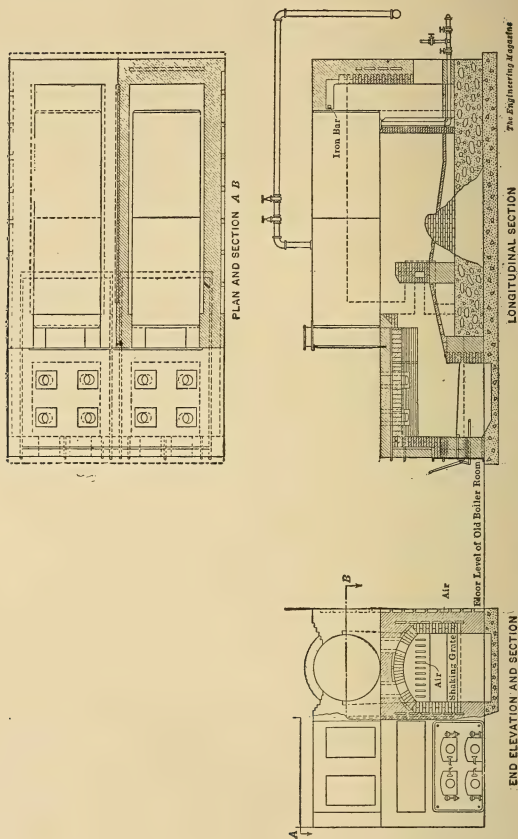 PLAN AND SECTION A B
Iron Bar
The Engineering Magazine
LONGITUDINAL SECTION
B
Air
Floor Level of Old Boiler Room
Air
Shaking Grate
A
END ELEVATION AND SECTION